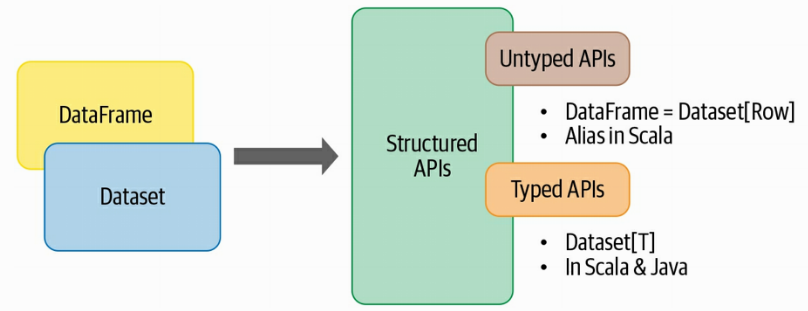 DataFrame
Dataset
Structured
APIs
Untyped APIs
• DataFrame = Dataset[Row]
• Alias in Scala
Typed APIs
• Dataset[T]
• In Scala & Java